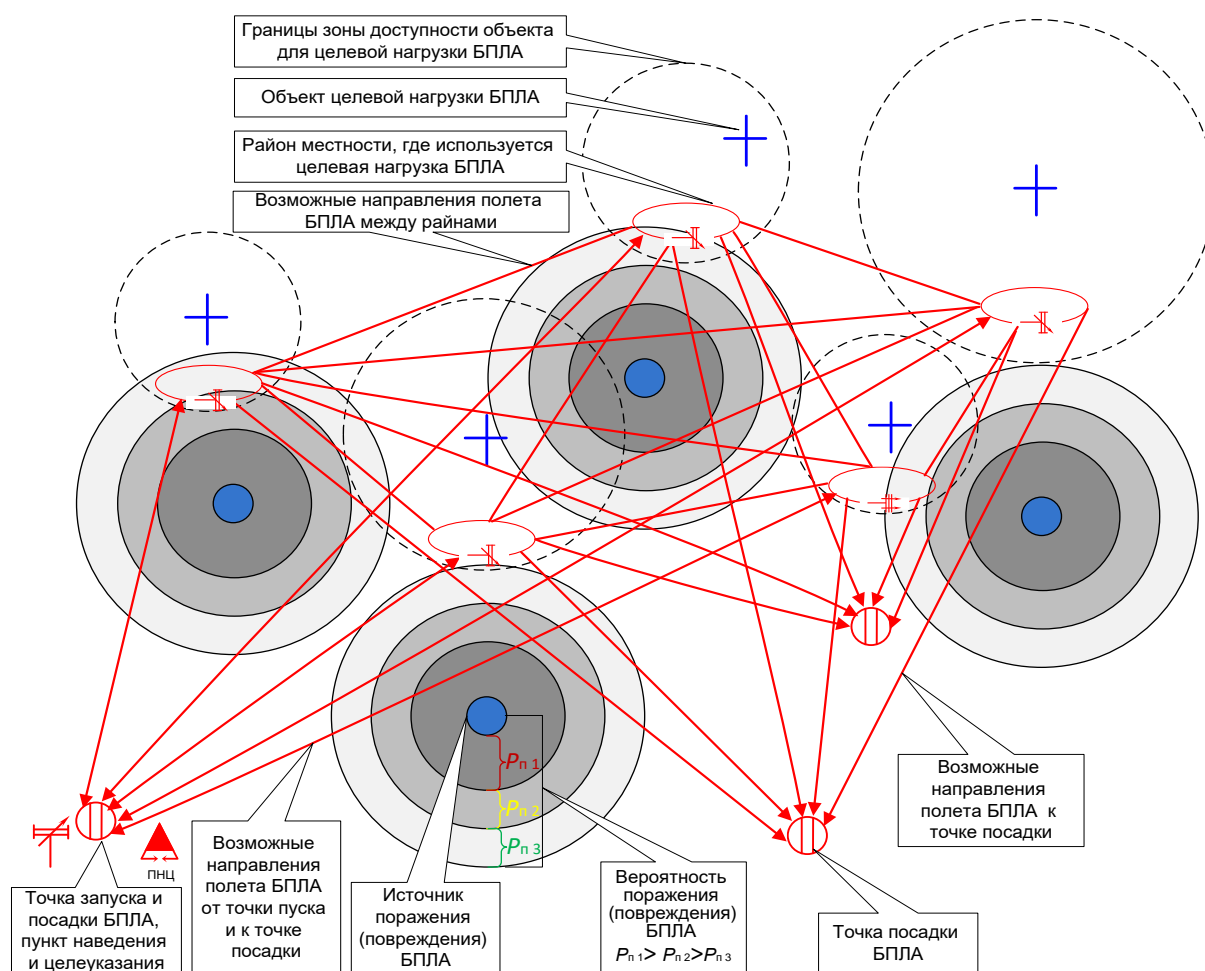 Границы зоны доступности объекта
для целевой нагрузки БПЛА
Объект целевой нагрузки БПЛА
Район местности, где используется
целевая нагрузка БПЛА
Возможные направления полета
БПЛА между райнами
Pп 1
Pп 2
Pп 3
ПНЦ
Точка запуска и
посадки БПЛА,
пункт наведения
и целеуказания
Возможные
направления
полета БПЛА
от точки пуска
и к точке
посадки
Источник
поражения
(повреждения)
БПЛА
Вероятность
поражения
(повреждения)
БПЛА
Pп 1> Pп 2>Pп 3
Точка посадки
БПЛА
Возможные
направления
полета БПЛА к
точке посадки